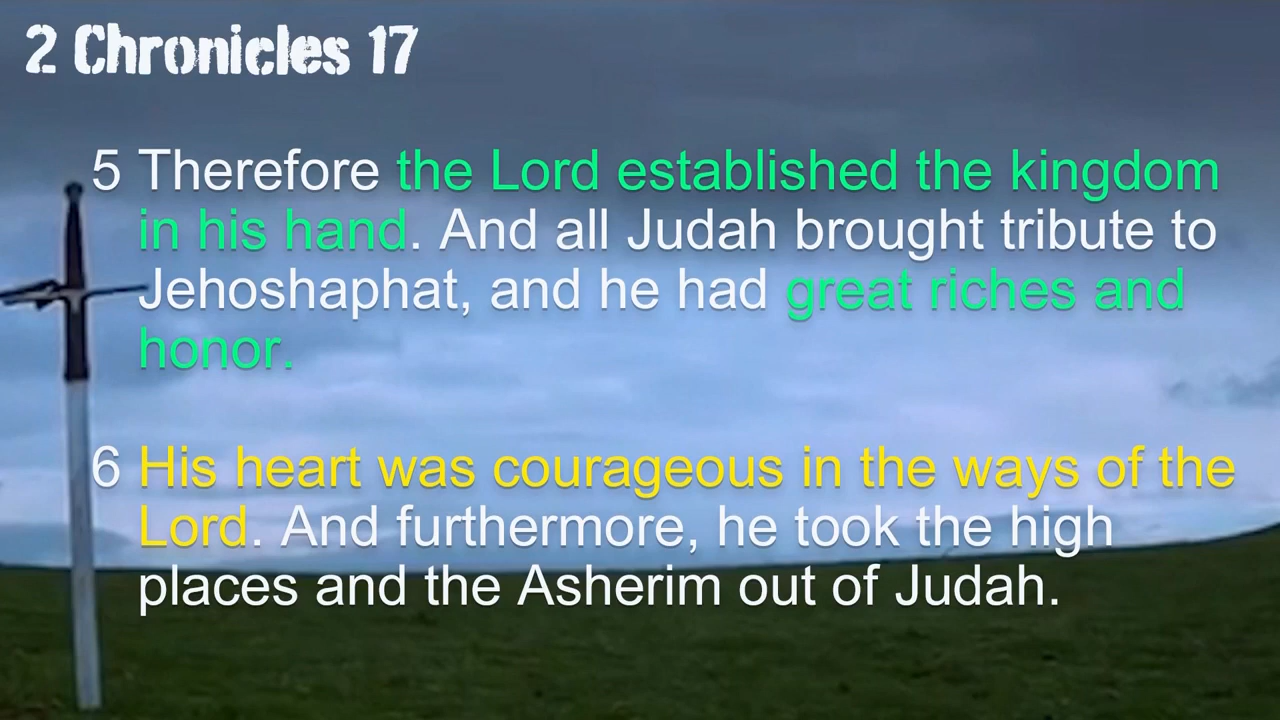 2 Chronicles 17
5 Therefore the Lord established the kingdom
in his hand. And all Judah brought tribute to
Jehoshaphat, and he had great riches and
honor.
6 His heart was courageous in the ways of the
Lord. And furthermore, he took the high
places and the Asherim out of Judah.